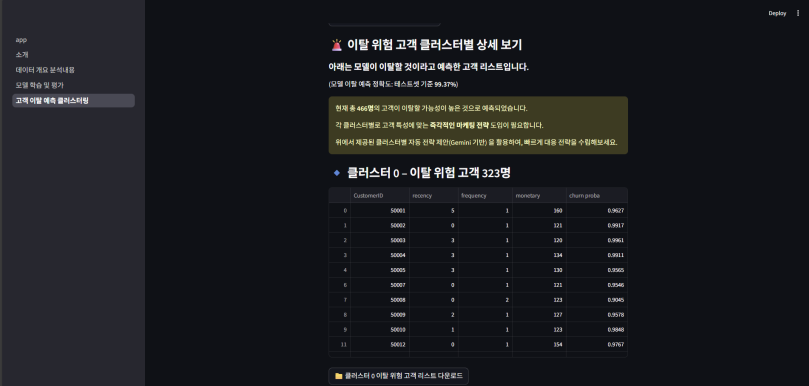 Deploy
app
소개
데이터 개요 분석내용
모델 학습 및 평가
고객 이탈 예측 클러스터링
이탈 위험 고객 클러스터별 상세 보기
아래는 모델이 이탈할 것이라고 예측한 고객 리스트입니다.
(모델 이탈 예측 정확도: 테스트셋 기준 99.37%)
현재 총 466명의 고객이 이탈할 가능성이 높은 것으로 예측되었습니다.
각 클러스터별로 고객 특성에 맞는 즉각적인 마케팅 전략 도입이 필요합니다.
위에서 제공된 클러스터별 자동 전략 제안(Gemini 기반) 을 활용하여, 빠르게 대응 전략을 수립해보세요.
클러스터 0 – 이탈 위험 고객 323명
CustomerID recency frequency monetary churn proba
0 50001 5 1 160 0.9627
1 50002 0 1 121 0.9917
2 50003 3 1 120 0.9961
3 50004 3 1 134 0.9911
4 50005 3 1 130 0.9565
6 50007 0 1 121 0.9546
7 50008 0 2 123 0.9045
8 50009 2 1 127 0.9578
9 50010 1 1 123 0.9848
11 50012 0 1 154 0.9767
클러스터 0 이탈 위험 고객 리스트 다운로드